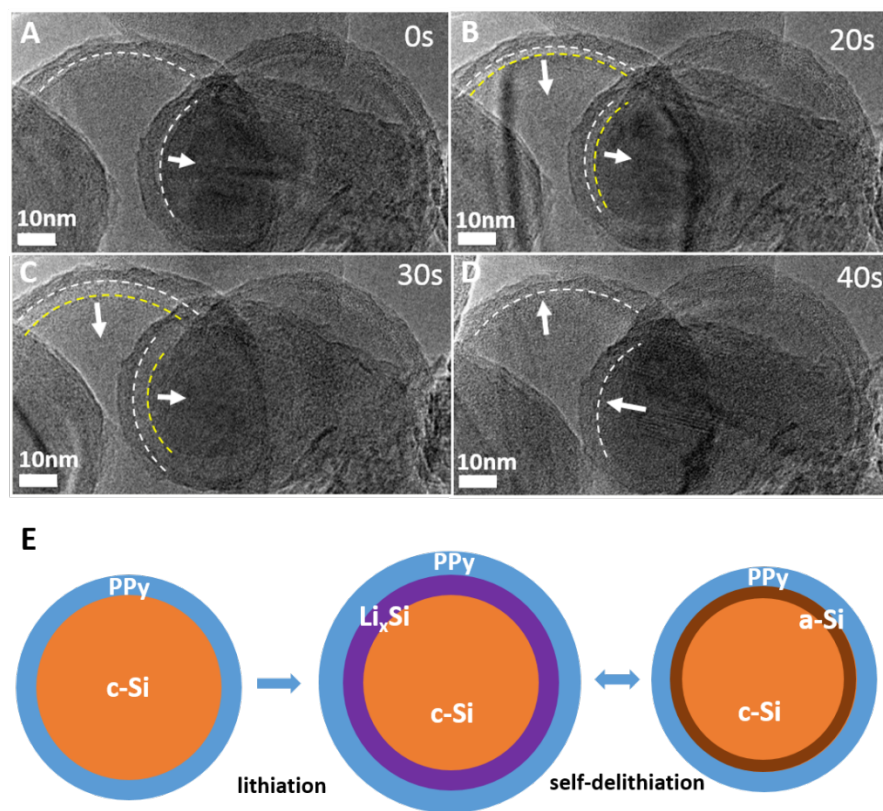 A
0s
10nm
B
20s
10nm
C
30s
10nm
D
40s
10nm
E
PPy
c-Si
lithiation
PPy
LiₓSi
c-Si
self-delithiation
PPy
a-Si
c-Si